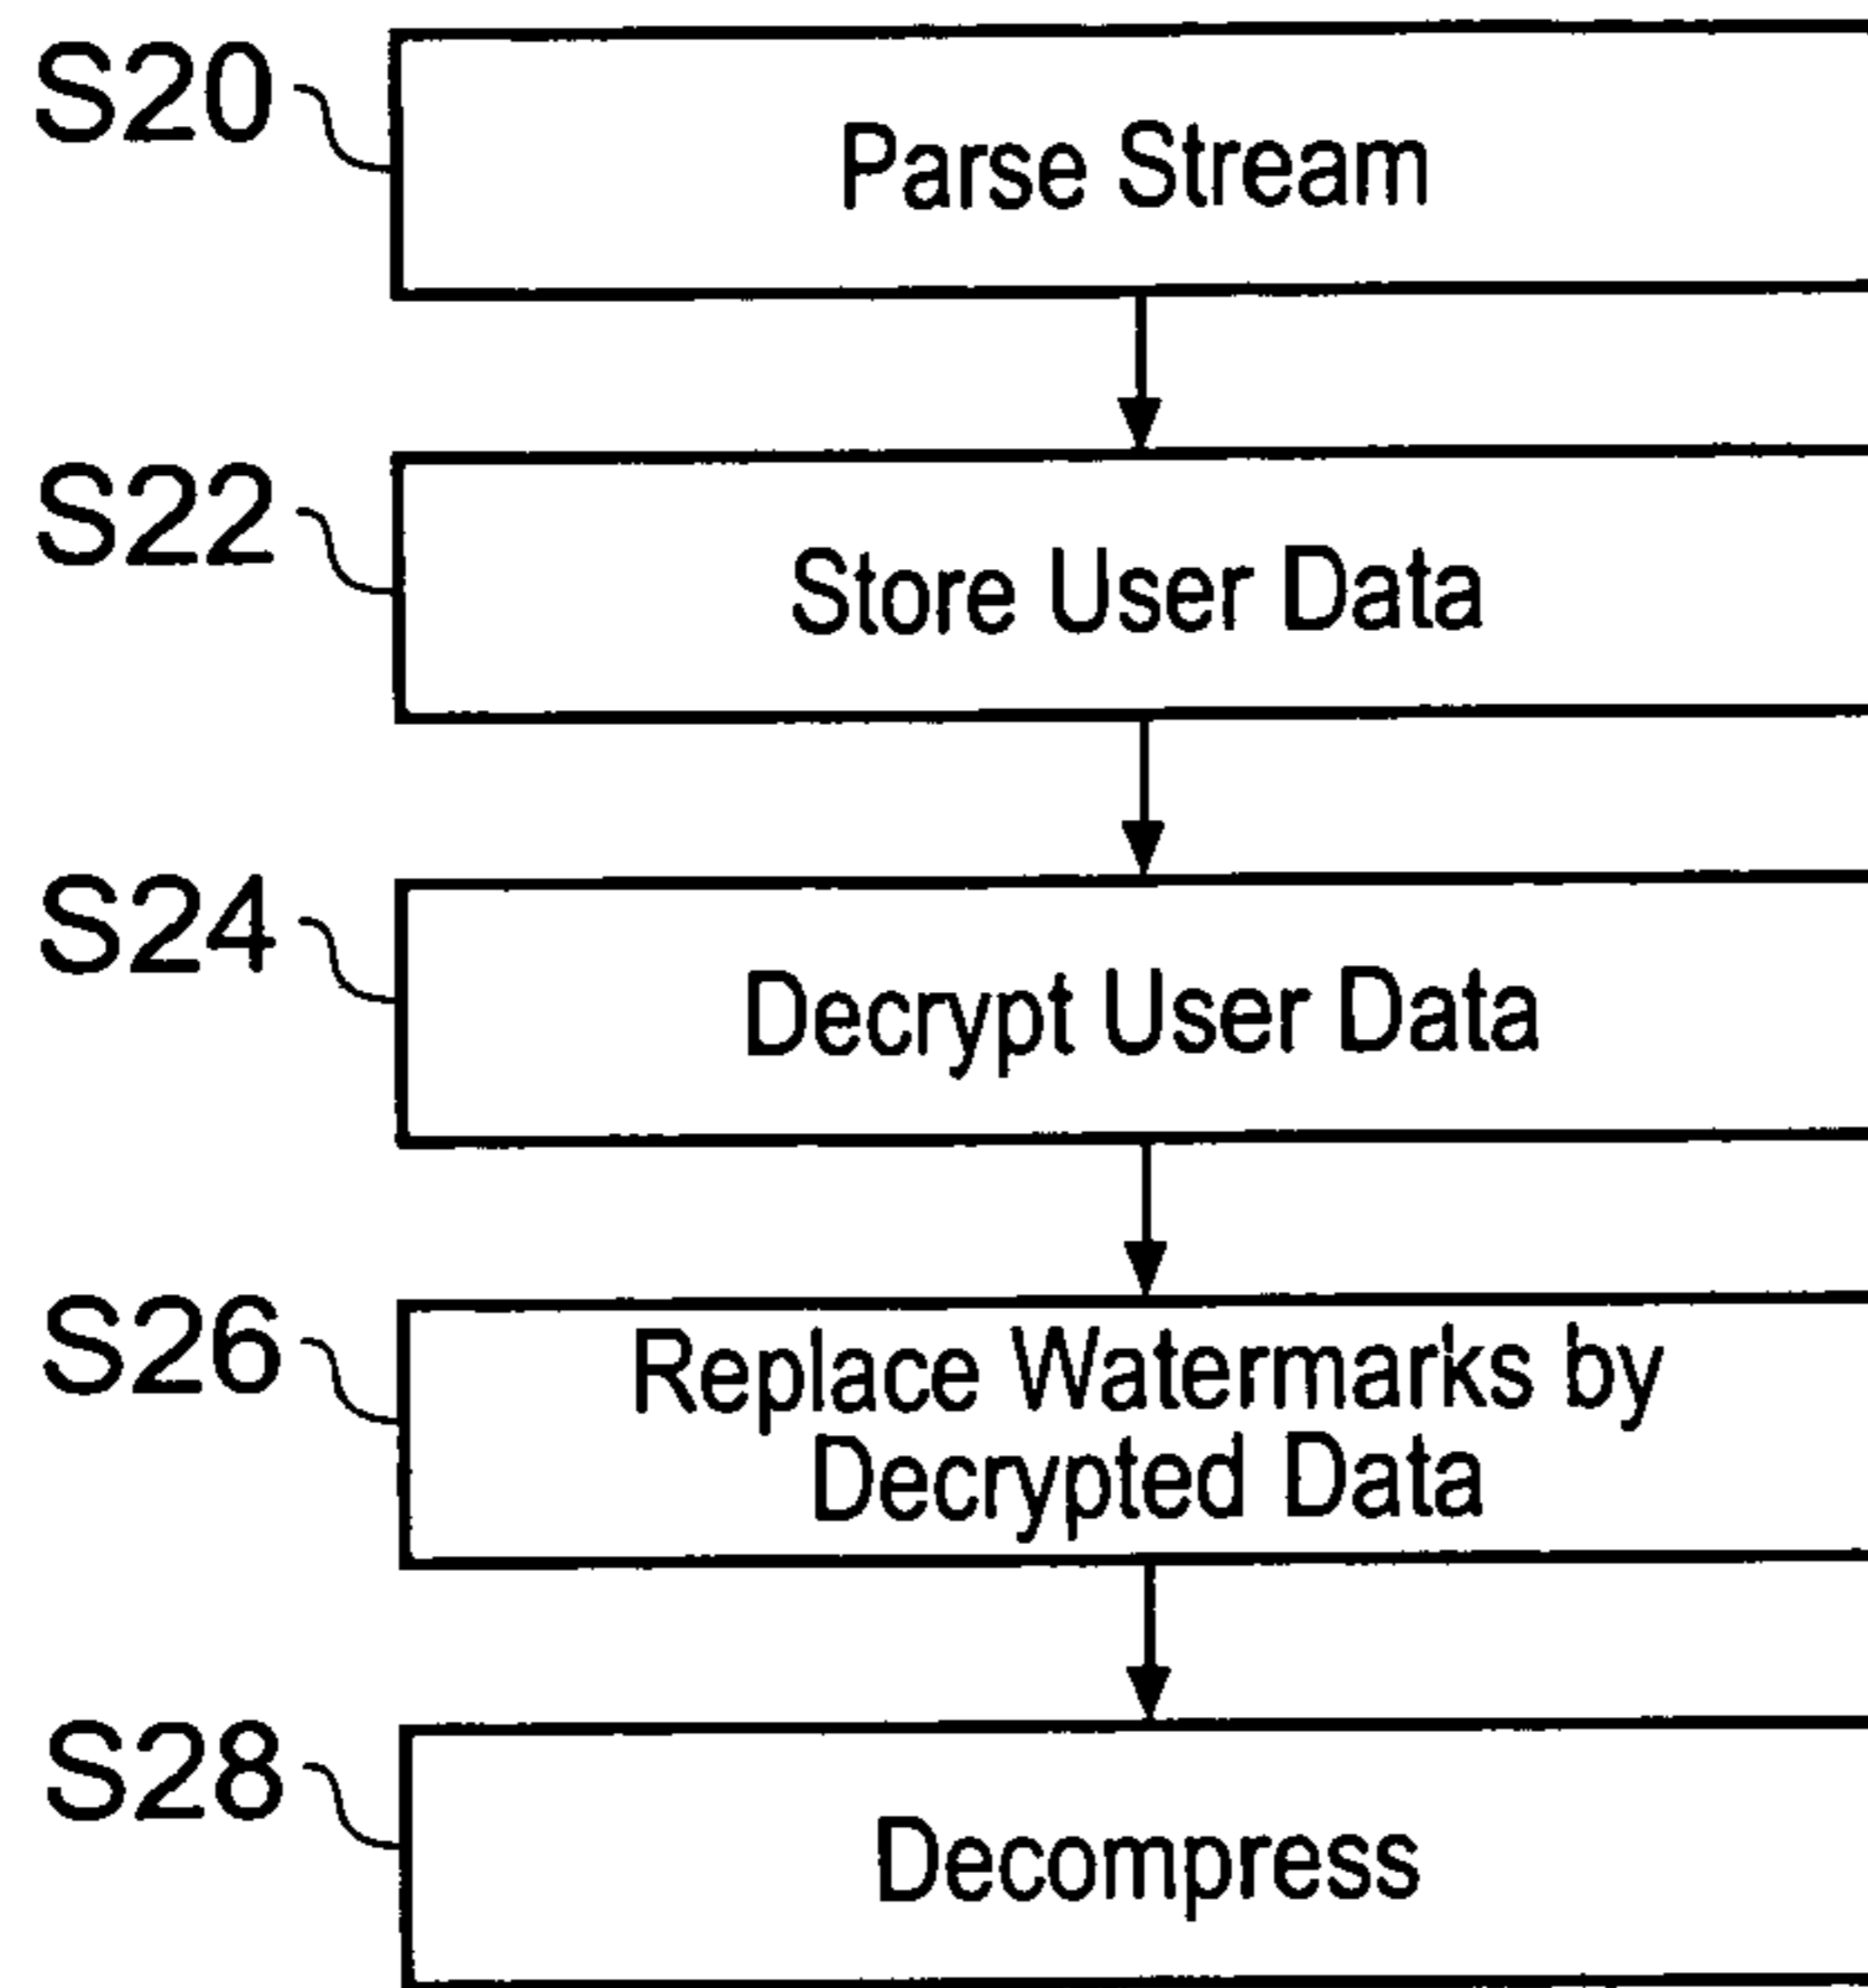 S20
Parse Stream
S22
Store User Data
S24
Decrypt User Data
S26
Replace Watermarks by
Decrypted Data
S28
Decompress